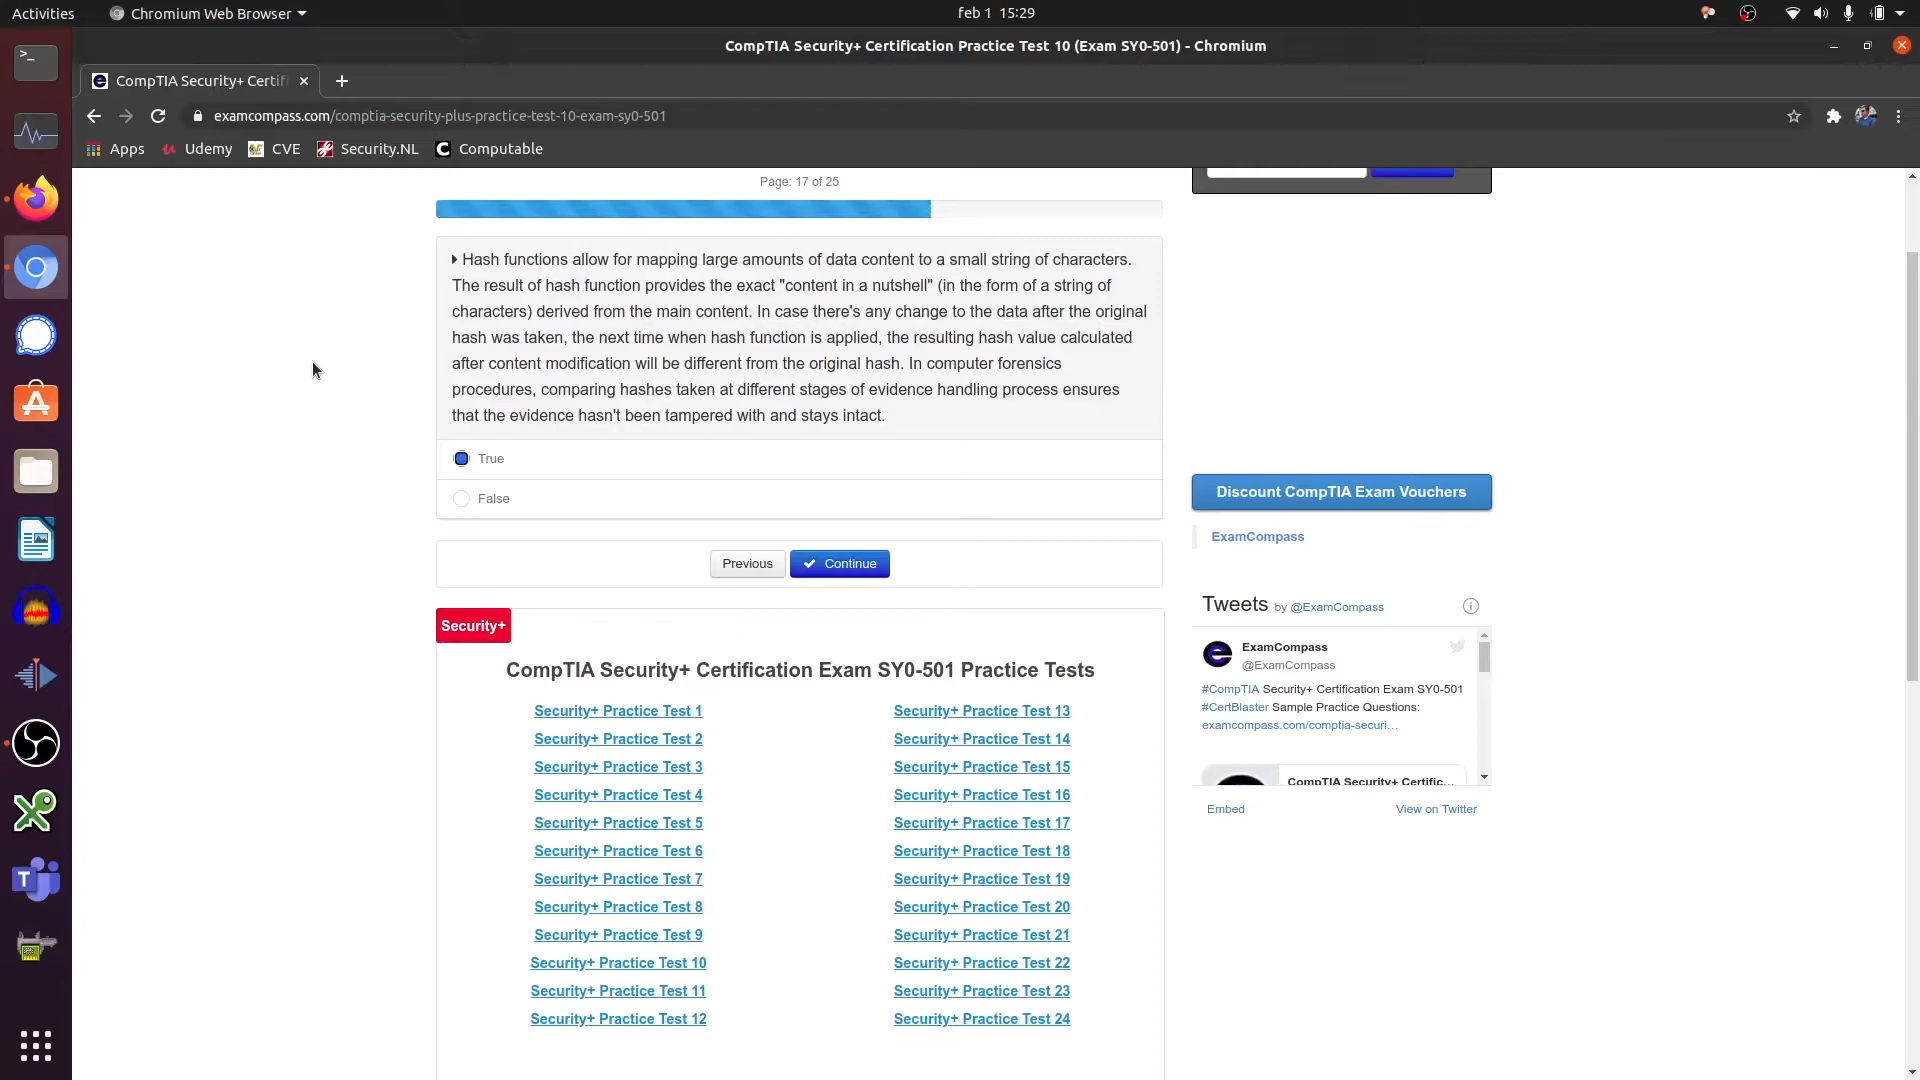 Activities
Chromium Web Browser
feb 1 15:29
CompTIA Security+ Certification Practice Test 10 (Exam SY0-501) - Chromium
CompTIA Security+ Certifi
examcompass.com/comptia-security-plus-practice-test-10-exam-sy0-501
Apps
Udemy
CVE
Security.NL
Computable
Page: 17 of 25
Hash functions allow for mapping large amounts of data content to a small string of characters.
The result of hash function provides the exact "content in a nutshell" (in the form of a string of
characters) derived from the main content. In case there's any change to the data after the original
hash was taken, the next time when hash function is applied, the resulting hash value calculated
after content modification will be different from the original hash. In computer forensics
procedures, comparing hashes taken at different stages of evidence handling process ensures
that the evidence hasn't been tampered with and stays intact.
True
False
Previous
Continue
Security+
CompTIA Security+ Certification Exam SY0-501 Practice Tests
Security+ Practice Test 1
Security+ Practice Test 2
Security+ Practice Test 3
Security+ Practice Test 4
Security+ Practice Test 5
Security+ Practice Test 6
Security+ Practice Test 7
Security+ Practice Test 8
Security+ Practice Test 9
Security+ Practice Test 10
Security+ Practice Test 11
Security+ Practice Test 12
Security+ Practice Test 13
Security+ Practice Test 14
Security+ Practice Test 15
Security+ Practice Test 16
Security+ Practice Test 17
Security+ Practice Test 18
Security+ Practice Test 19
Security+ Practice Test 20
Security+ Practice Test 21
Security+ Practice Test 22
Security+ Practice Test 23
Security+ Practice Test 24
Discount CompTIA Exam Vouchers
ExamCompass
Tweets by @ExamCompass
ExamCompass
@ExamCompass
#CompTIA Security+ Certification Exam SY0-501
#CertBlaster Sample Practice Questions:
examcompass.com/comptia-securi…
CompTIA Security+ Certific...
Embed
View on Twitter